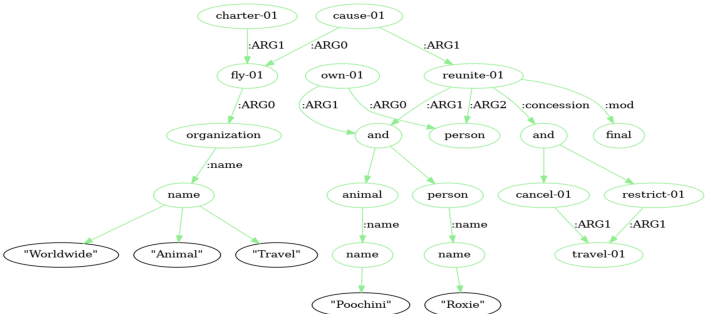 charter-01 cause-01
:ARG1 :ARG0 :ARG1
fly-01 own-01 reunite-01
:ARG0 :ARG1 :ARG0 :ARG1 :ARG2 :concession :mod
organization and person and final
:name
name animal person cancel-01 restrict-01
:name :name :ARG1 :ARG1
"Worldwide" "Animal" "Travel" name name travel-01
"Poochini" "Roxie"